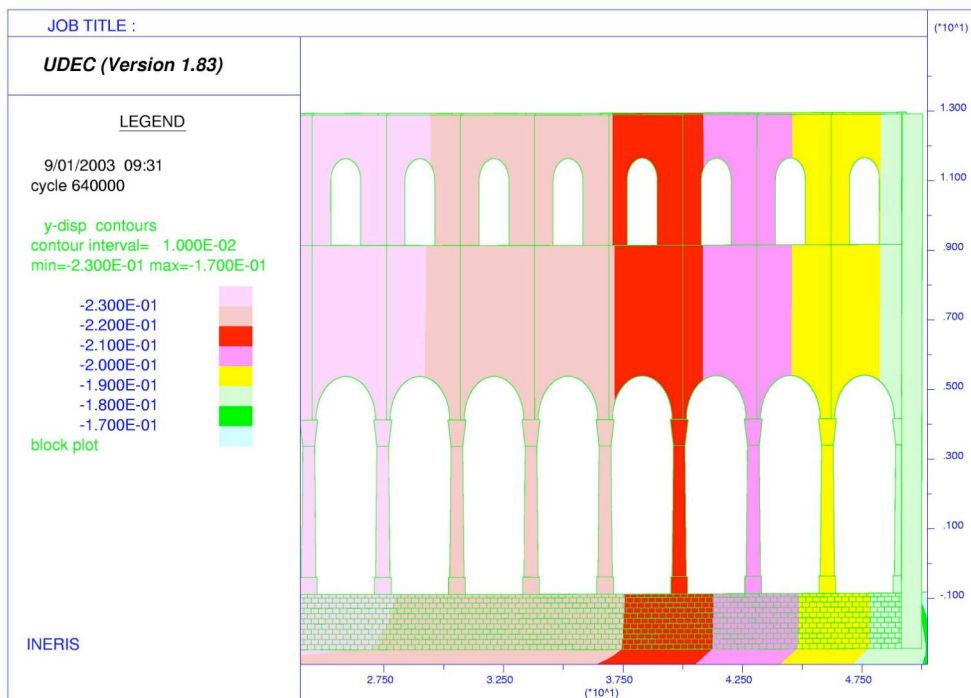 JOB TITLE :
(*10^1)
UDEC (Version 1.83)
LEGEND
9/01/2003 09:31
cycle 640000
y-disp contours
contour interval= 1.000E-02
min=-2.300E-01 max=-1.700E-01
-2.300E-01
-2.200E-01
-2.100E-01
-2.000E-01
-1.900E-01
-1.800E-01
-1.700E-01
block plot
INERIS
1.300
1.100
.900
.700
.500
.300
.100
-.100
2.750
3.250
3.750
4.250
4.750
(*10^1)